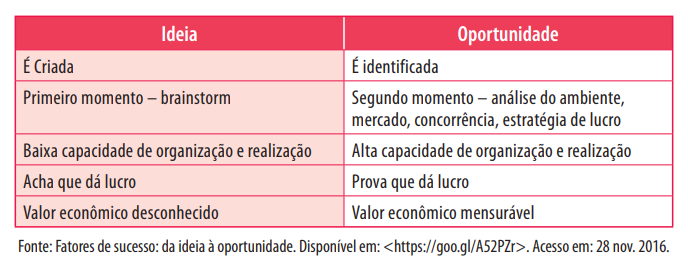 Ideia Oportunidade
É Criada É identificada
Primeiro momento – brainstorm Segundo momento – análise do ambiente,
mercado, concorrência, estratégia de lucro
Baixa capacidade de organização e realização Alta capacidade de organização e realização
Acha que dá lucro Prova que dá lucro
Valor econômico desconhecido Valor econômico mensurável
Fonte: Fatores de sucesso: da ideia à oportunidade. Disponível em: <https://goo.gl/A52PZr>. Acesso em: 28 nov. 2016.